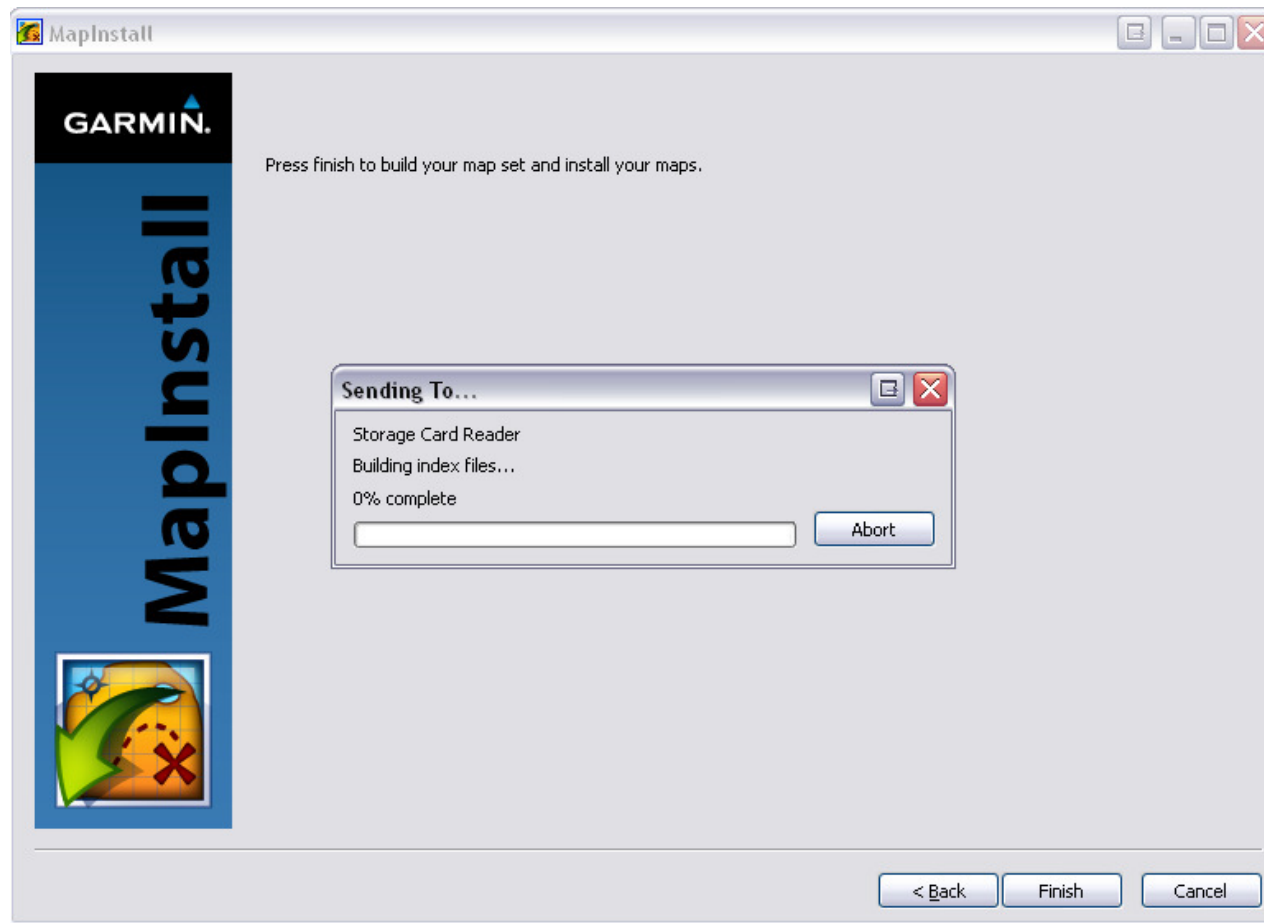 MapInstall
GARMIN.
MapInstall
Press finish to build your map set and install your maps.
Sending To...
Storage Card Reader
Building index files...
0% complete
Abort
< Back
Finish
Cancel